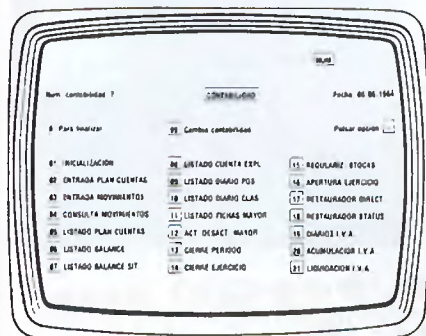 Num. contabilidad ? CONTABILIDAD Fecha 06 06 1984
0 Para finalizar 99 Cambio contabilidad Pulsar opción
01 INICIALIZACIÓN 08 LISTADO CUENTA EXPL 15 REGULARIZ. STOCKS
02 ENTRADA PLAN CUENTAS 09 LISTADO DIARIO POS 16 APERTURA EJERCICIO
03 ENTRADA MOVIMIENTOS 10 LISTADO DIARIO CLAS 17 RESTAURADOR DIRECT
04 CONSULTA MOVIMIENTOS 11 LISTADO FICHAS MAYOR 18 RESTAURADOR STATUS
05 LISTADO PLAN CUENTAS 12 ACT DESACT MAYOR 19 DIARIOS I.V.A
06 LISTADO BALANCE 13 CIERRE PERIODO 20 ACUMULACION I.V.A
07 LISTADO BALANCE SIT 14 CIERRE EJERCICIO 21 LIQUIDACION I.V.A